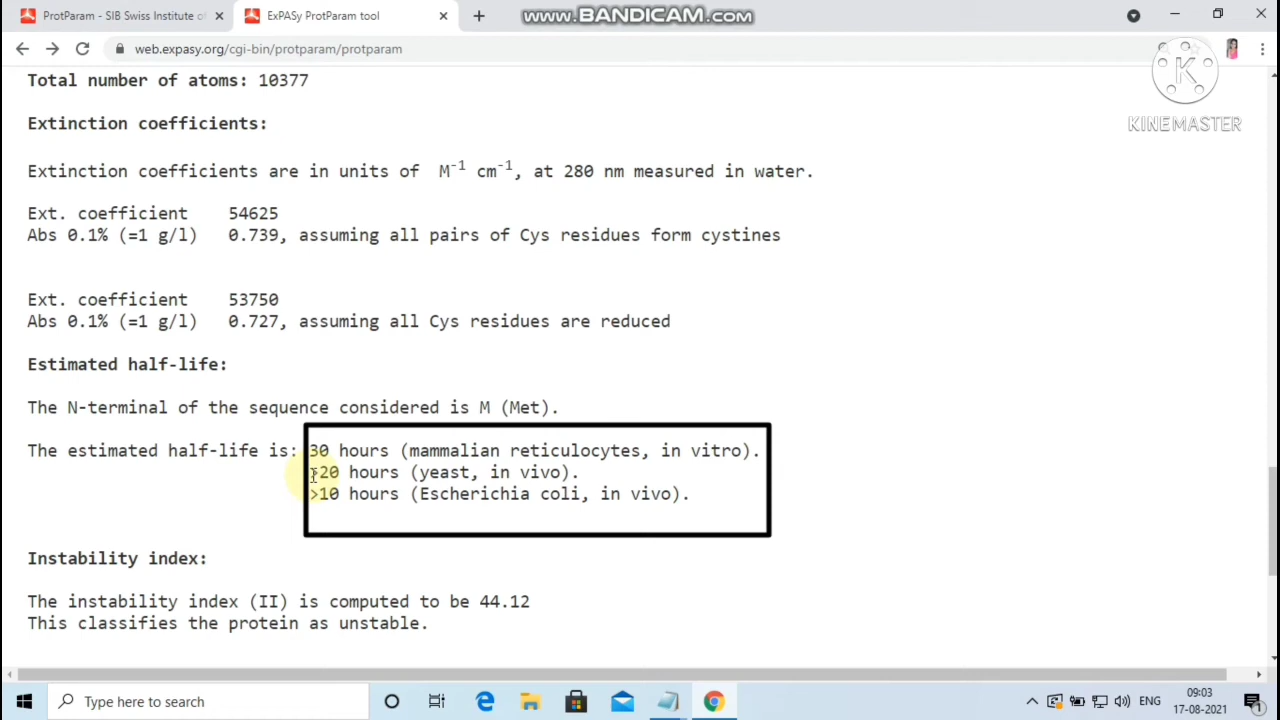 ProtParam - SIB Swiss Institute of
ExPASy ProtParam tool
www.BANDICAM.com
web.expasy.org/cgi-bin/protparam/protparam
K
KINEMASTER
Total number of atoms: 10377
Extinction coefficients:
Extinction coefficients are in units of M-1 cm-1, at 280 nm measured in water.
Ext. coefficient 54625
Abs 0.1% (=1 g/l) 0.739, assuming all pairs of Cys residues form cystines
Ext. coefficient 53750
Abs 0.1% (=1 g/l) 0.727, assuming all Cys residues are reduced
Estimated half-life:
The N-terminal of the sequence considered is M (Met).
The estimated half-life is: 30 hours (mammalian reticulocytes, in vitro).
>20 hours (yeast, in vivo).
>10 hours (Escherichia coli, in vivo).
Instability index:
The instability index (II) is computed to be 44.12
This classifies the protein as unstable.
Type here to search
ENG
09:03
17-08-2021
1